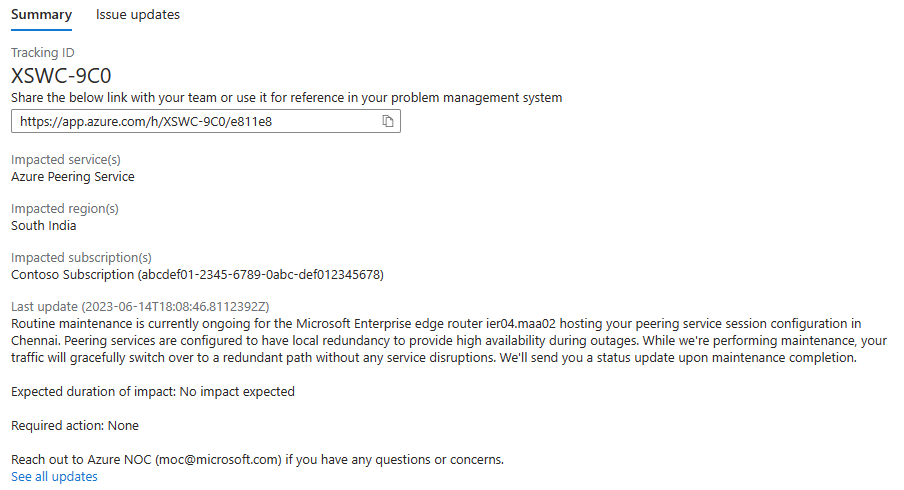 Summary Issue updates
Tracking ID
XSWC-9C0
Share the below link with your team or use it for reference in your problem management system
https://app.azure.com/h/XSWC-9C0/e811e8
Impacted service(s)
Azure Peering Service
Impacted region(s)
South India
Impacted subscription(s)
Contoso Subscription (abcdef01-2345-6789-0abc-def012345678)
Last update (2023-06-14T18:08:46.8112392Z)
Routine maintenance is currently ongoing for the Microsoft Enterprise edge router ier04.maa02 hosting your peering service session configuration in
Chennai. Peering services are configured to have local redundancy to provide high availability during outages. While we're performing maintenance, your
traffic will gracefully switch over to a redundant path without any service disruptions. We'll send you a status update upon maintenance completion.
Expected duration of impact: No impact expected
Required action: None
Reach out to Azure NOC (moc@microsoft.com) if you have any questions or concerns.
See all updates